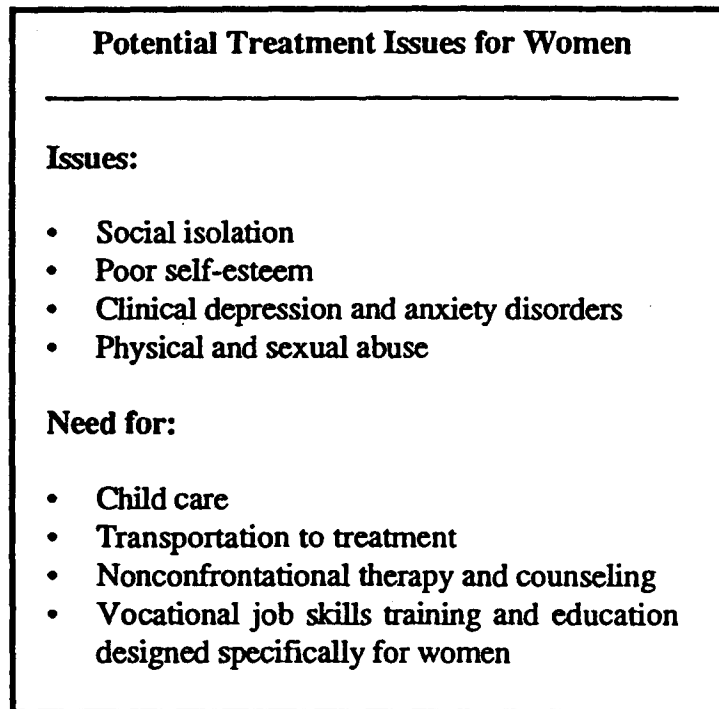 Potential Treatment Issues for Women
Issues:
• Social isolation
• Poor self-esteem
• Clinical depression and anxiety disorders
• Physical and sexual abuse
Need for:
• Child care
• Transportation to treatment
• Nonconfrontational therapy and counseling
• Vocational job skills training and education
designed specifically for women